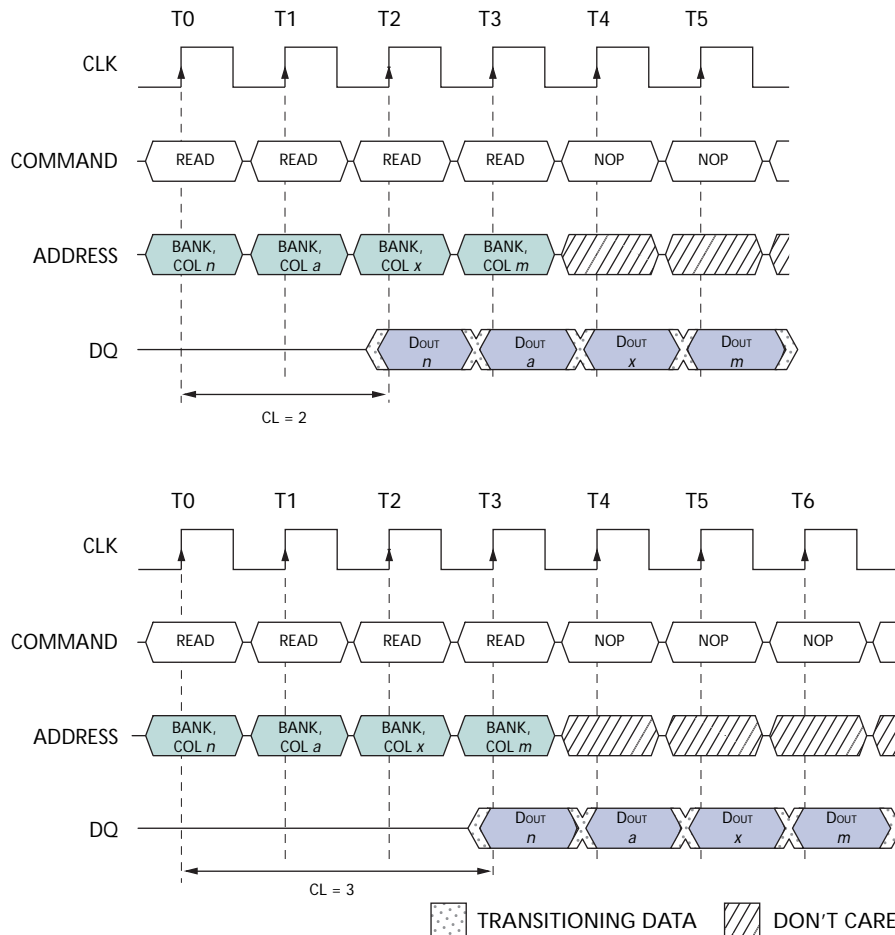 T0 T1 T2 T3 T4 T5
CLK
COMMAND READ READ READ READ NOP NOP
ADDRESS BANK, COL n BANK, COL a BANK, COL x BANK, COL m
DQ DOUT n DOUT a DOUT x DOUT m
CL = 2
T0 T1 T2 T3 T4 T5 T6
CLK
COMMAND READ READ READ READ NOP NOP NOP
ADDRESS BANK, COL n BANK, COL a BANK, COL x BANK, COL m
DQ DOUT n DOUT a DOUT x DOUT m
CL = 3
TRANSITIONING DATA DON'T CARE